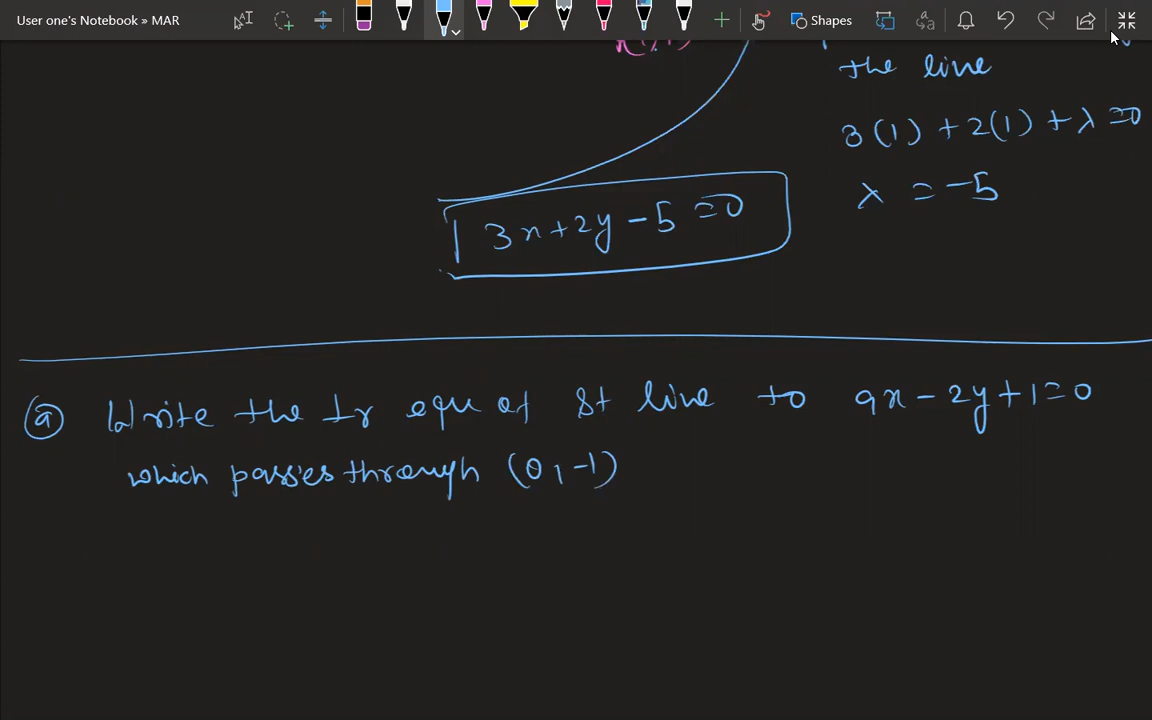 User one's Notebook » MAR
Shapes
the line
3(1) + 2(1) + λ = 0
λ = -5
3x + 2y - 5 = 0
(a) Write the ⊥r equ of st line to 9x - 2y + 1 = 0
which passes through (0, -1)